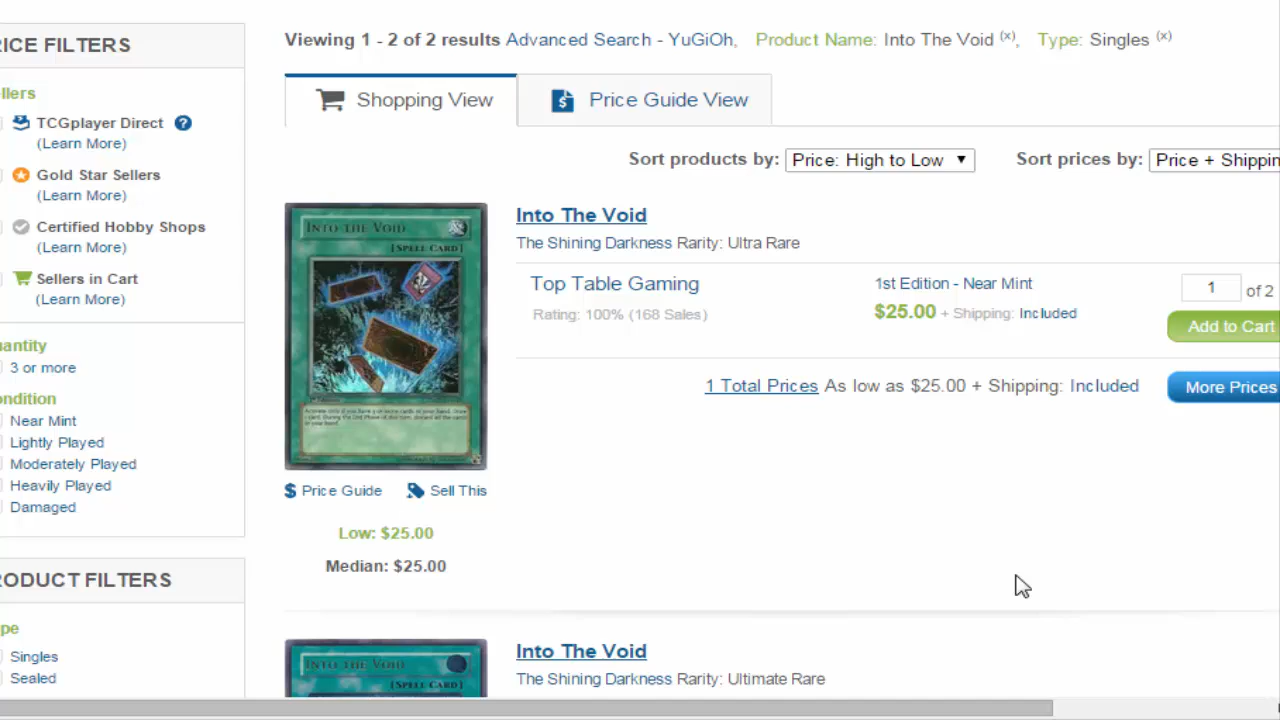 Viewing 1 - 2 of 2 results Advanced Search - YuGiOh, Product Name: Into The Void (x), Type: Singles (x)
RICE FILTERS
llers
TCGplayer Direct ?
(Learn More)
Gold Star Sellers
(Learn More)
Certified Hobby Shops
(Learn More)
Sellers in Cart
(Learn More)
uantity
3 or more
ondition
Near Mint
Lightly Played
Moderately Played
Heavily Played
Damaged
RODUCT FILTERS
pe
Singles
Sealed
Shopping View
$ Price Guide View
Sort products by: Price: High to Low ▼ Sort prices by: Price + Shippin
INTO THE VOID
[SPELL CARD]
Into The Void
The Shining Darkness Rarity: Ultra Rare
Top Table Gaming 1st Edition - Near Mint 1 of 2
Rating: 100% (168 Sales) $25.00 + Shipping: Included Add to Cart
1 Total Prices As low as $25.00 + Shipping: Included More Prices
$ Price Guide Sell This
Low: $25.00
Median: $25.00
INTO THE VOID
[SPELL CARD]
Into The Void
The Shining Darkness Rarity: Ultimate Rare